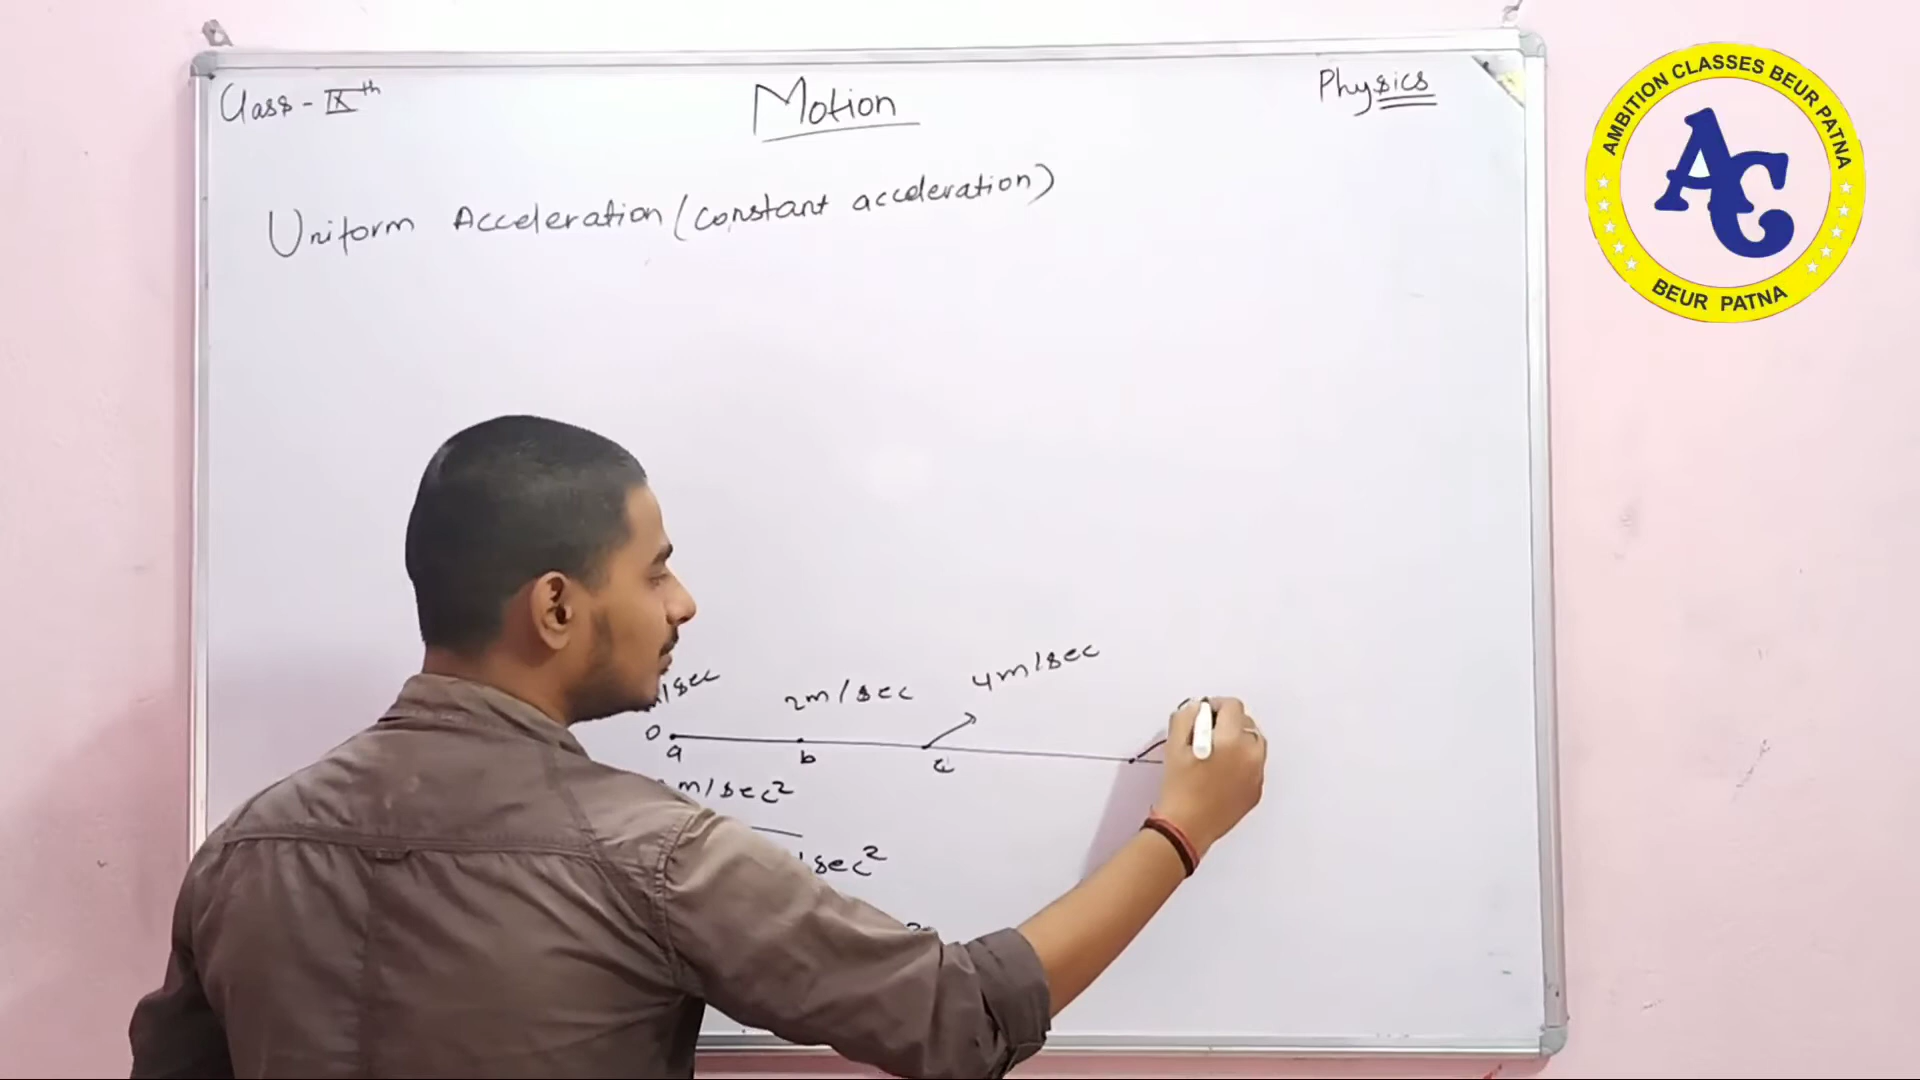 Class - IXth
Motion
Physics
Uniform Acceleration (constant acceleration)
AMBITION CLASSES BEUR PATNA
AC
BEUR PATNA
m/sec
2m/sec
4m/sec
0
a
b
c
m/sec²
/sec²